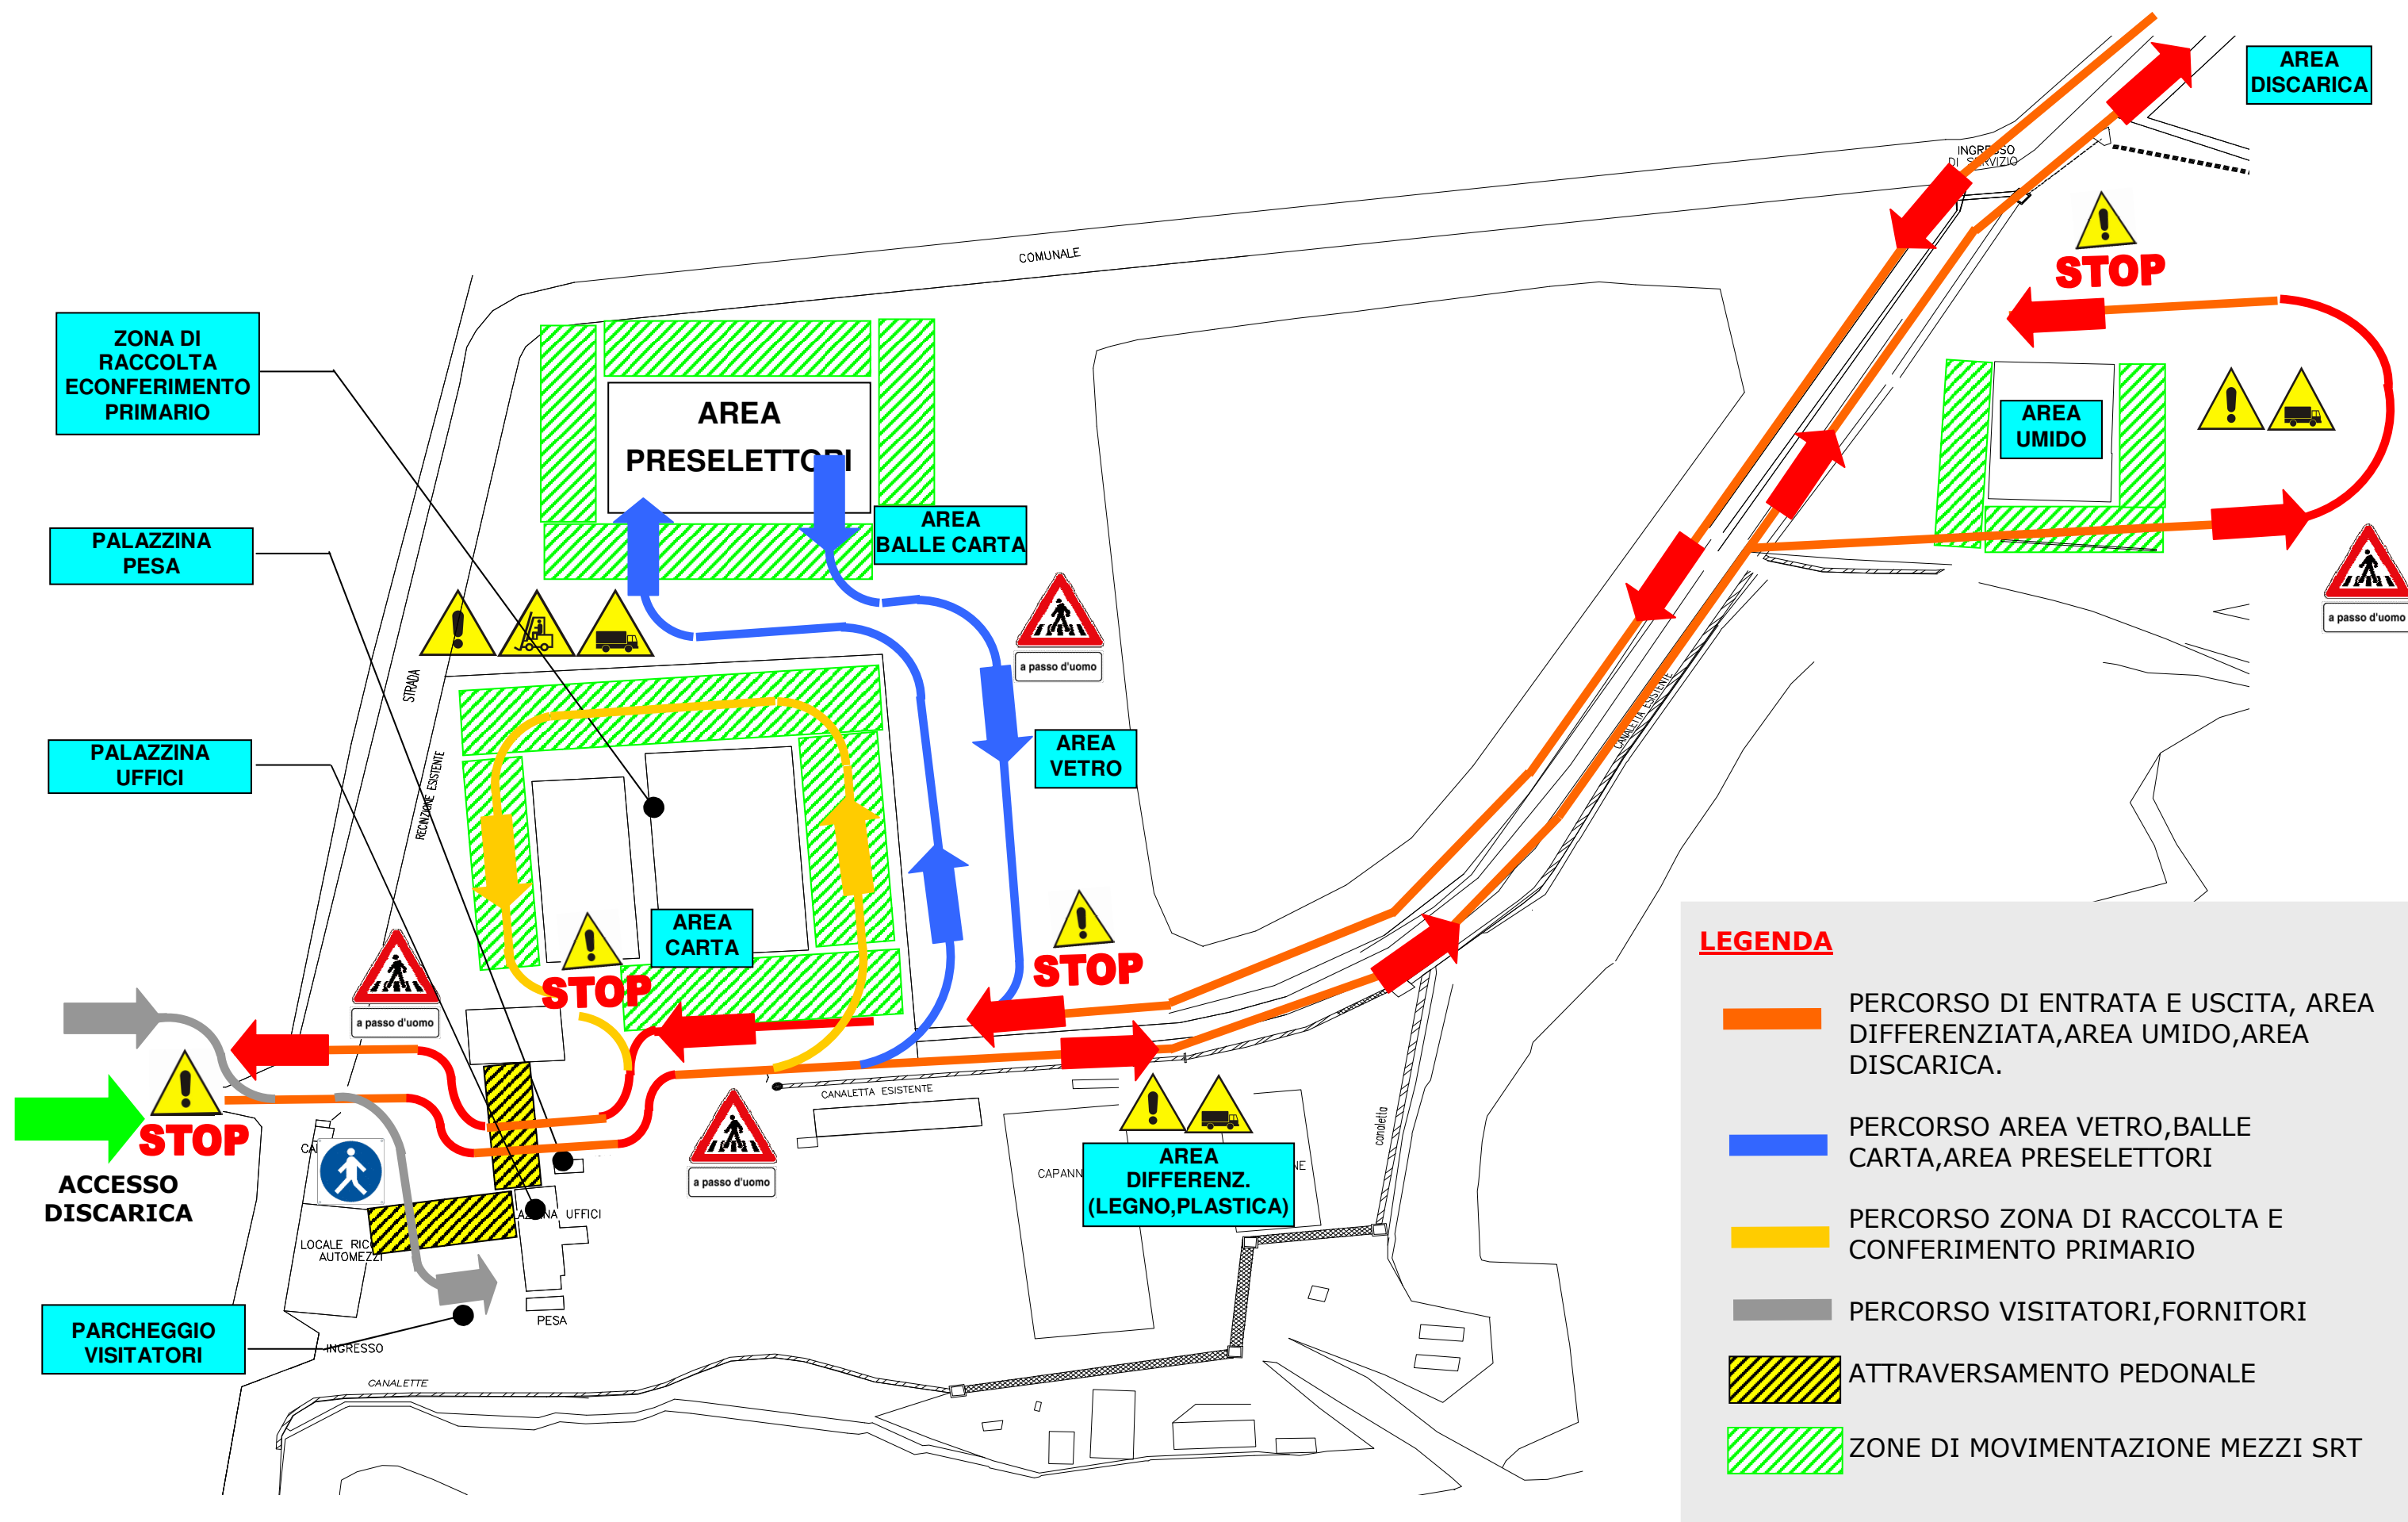 AREA
DISCARICA
INGRESSO
DI SERVIZIO
COMUNALE
STOP
ZONA DI
RACCOLTA
ECONFERIMENTO
PRIMARIO
AREA
PRESELETTORI
AREA
UMIDO
AREA
BALLE CARTA
PALAZZINA
PESA
a passo d'uomo
a passo d'uomo
STRADA
RECINZIONE ESISTENTE
CANALETTA ESISTENTE
PALAZZINA
UFFICI
AREA
VETRO
AREA
CARTA
STOP
STOP
a passo d'uomo
STOP
ACCESSO
DISCARICA
CANALETTA ESISTENTE
canaletta
a passo d'uomo
AREA
DIFFERENZ.
(LEGNO,PLASTICA)
UFFICI
LOCALE
AUTOMEZZI
PESA
PARCHEGGIO
VISITATORI
INGRESSO
CANALETTE
LEGENDA
PERCORSO DI ENTRATA E USCITA, AREA
DIFFERENZIATA,AREA UMIDO,AREA
DISCARICA.
PERCORSO AREA VETRO,BALLE
CARTA,AREA PRESELETTORI
PERCORSO ZONA DI RACCOLTA E
CONFERIMENTO PRIMARIO
PERCORSO VISITATORI,FORNITORI
ATTRAVERSAMENTO PEDONALE
ZONE DI MOVIMENTAZIONE MEZZI SRT